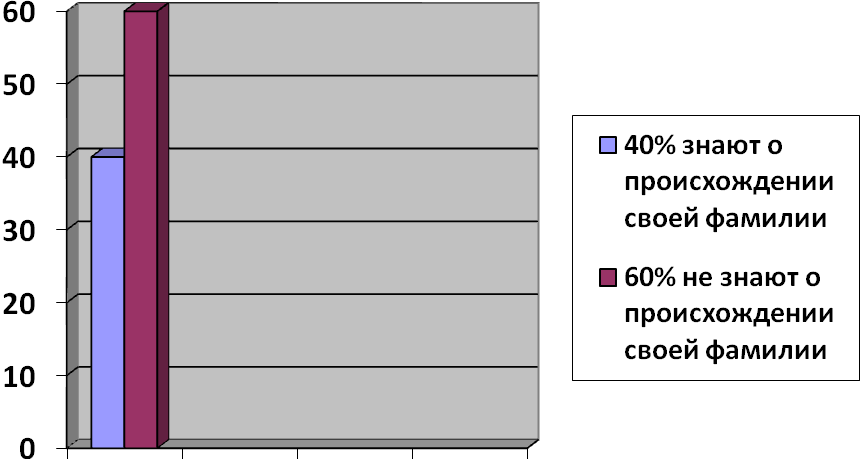 60
50
40
30
20
10
0
40% знают о
происхождении
своей фамилии
60% не знают о
происхождении
своей фамилии